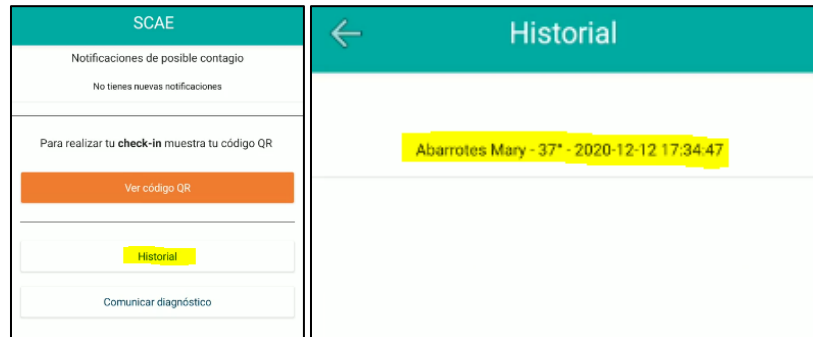 SCAE
Notificaciones de posible contagio
No tienes nuevas notificaciones
Para realizar tu check-in muestra tu código QR
Ver código QR
Historial
Comunicar diagnóstico
Historial
Abarrotes Mary - 37° - 2020-12-12 17:34:47